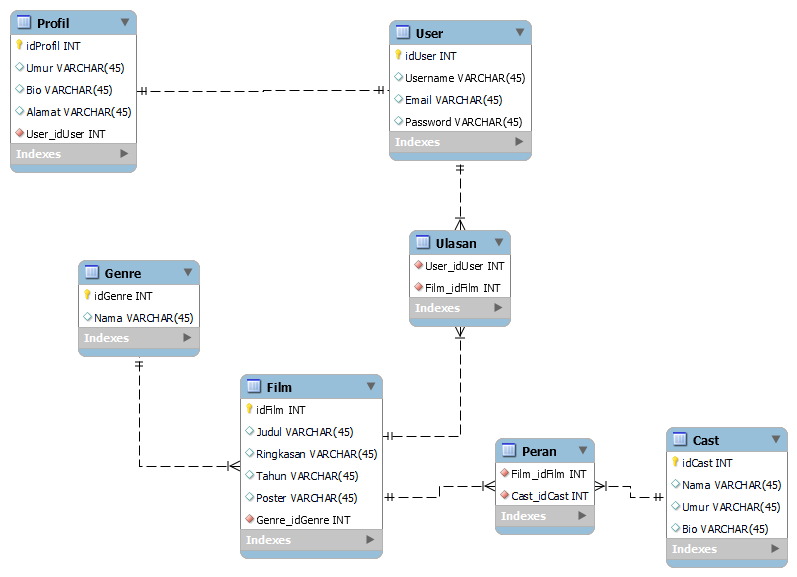 Profil
idProfil INT
Umur VARCHAR(45)
Bio VARCHAR(45)
Alamat VARCHAR(45)
User_idUser INT
Indexes
User
idUser INT
Username VARCHAR(45)
Email VARCHAR(45)
Password VARCHAR(45)
Indexes
Ulasan
User_idUser INT
Film_idFilm INT
Indexes
Genre
idGenre INT
Nama VARCHAR(45)
Indexes
Film
idFilm INT
Judul VARCHAR(45)
Ringkasan VARCHAR(45)
Tahun VARCHAR(45)
Poster VARCHAR(45)
Genre_idGenre INT
Indexes
Peran
Film_idFilm INT
Cast_idCast INT
Indexes
Cast
idCast INT
Nama VARCHAR(45)
Umur VARCHAR(45)
Bio VARCHAR(45)
Indexes